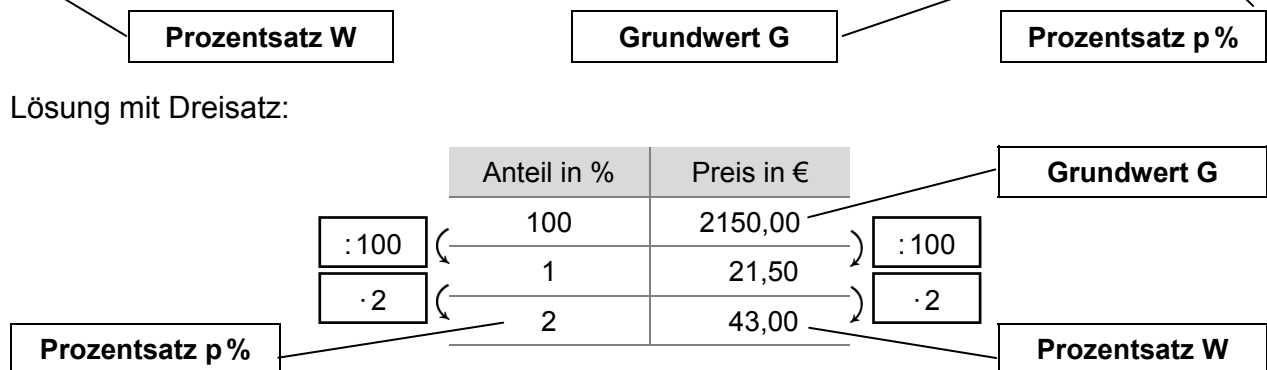 Prozentsatz W Grundwert G Prozentsatz p %
Lösung mit Dreisatz:
Anteil in % Preis in € Grundwert G
100 2150,00
:100 :100
1 21,50
·2 ·2
2 43,00
Prozentsatz p % Prozentsatz W